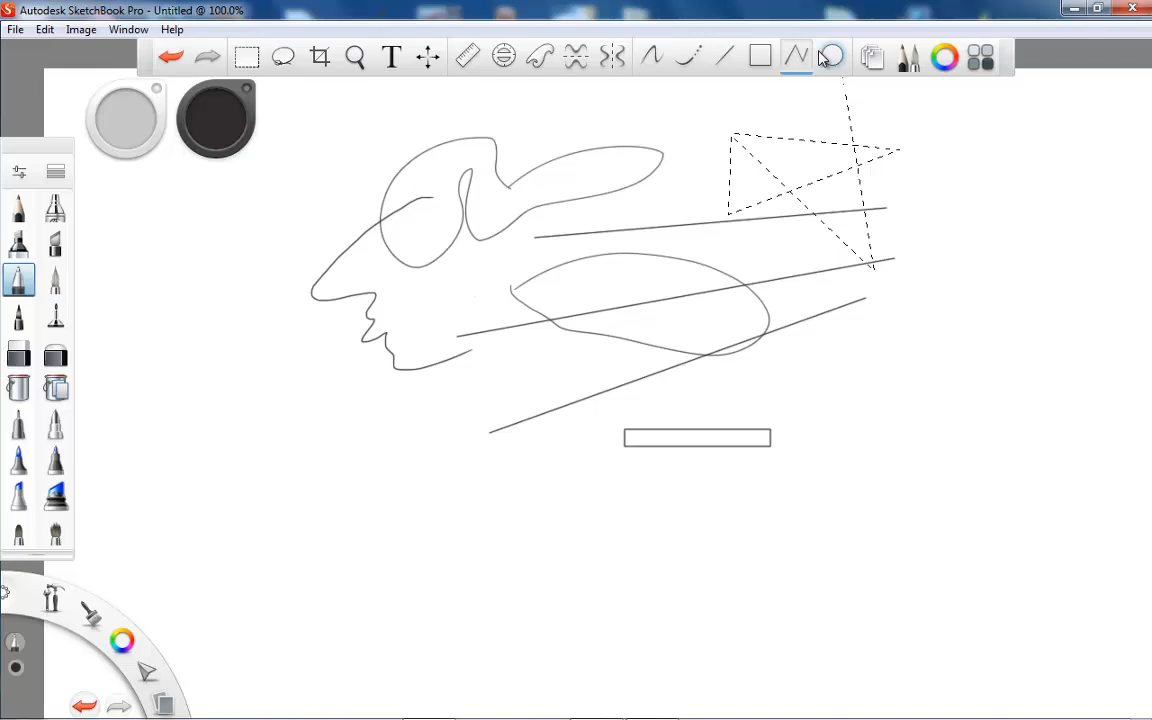 Autodesk SketchBook Pro - Untitled @ 100.0%
File Edit Image Window Help
T